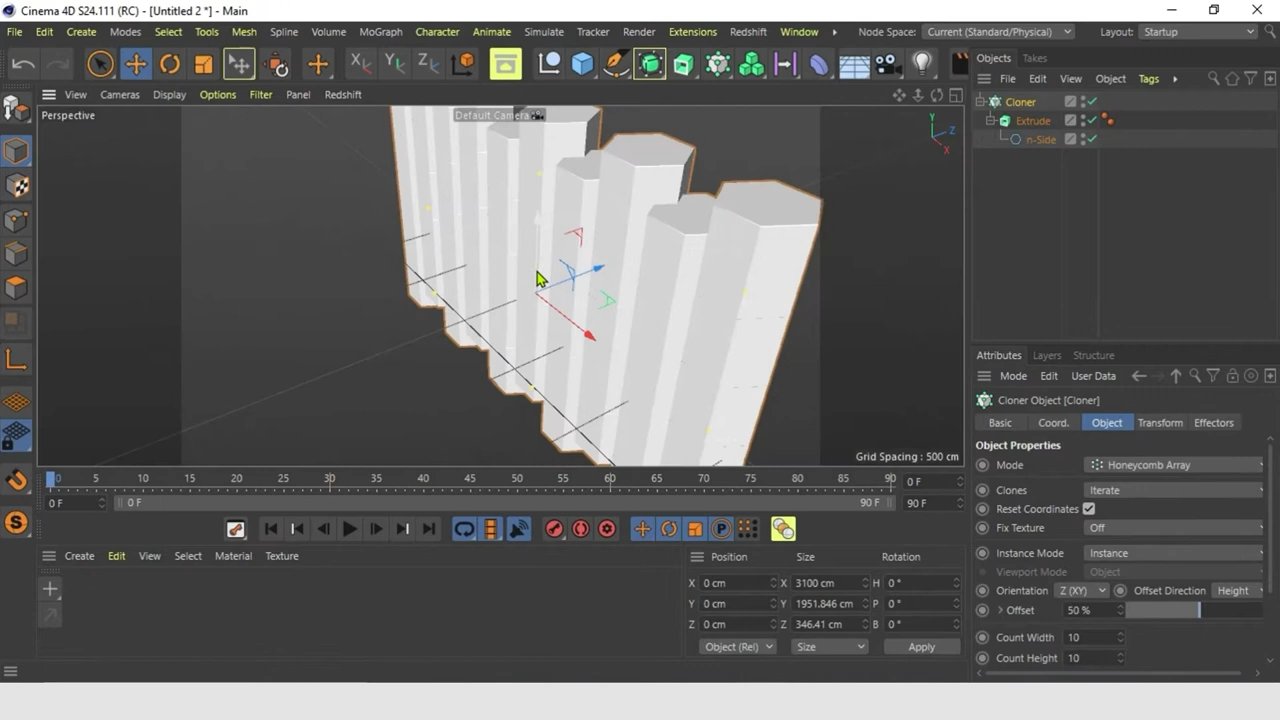 Cinema 4D S24.111 (RC) - [Untitled 2 *] - Main
File Edit Create Modes Select Tools Mesh Spline Volume MoGraph Character Animate Simulate Tracker Render Extensions Redshift Window Node Space: Current (Standard/Physical) Layout: Startup
X Y Z
Objects Takes
File Edit View Object Tags
View Cameras Display Options Filter Panel Redshift
Perspective
Default Camera
Y
Z
X
Cloner
Extrude
n-Side
Grid Spacing : 500 cm
Attributes Layers Structure
Mode Edit User Data
Cloner Object [Cloner]
Basic Coord. Object Transform Effectors
Object Properties
Mode Honeycomb Array
Clones Iterate
Reset Coordinates
Fix Texture Off
Instance Mode Instance
Viewport Mode Object
Orientation Z (XY) Offset Direction Height
Offset 50 %
Count Width 10
Count Height 10
0 5 10 15 20 25 30 35 40 45 50 55 60 65 70 75 80 85 90 0 F
0 F 0 F 90 F 90 F
P
Create Edit View Select Material Texture
Position Size Rotation
X 0 cm X 3100 cm H 0 °
Y 0 cm Y 1951.846 cm P 0 °
Z 0 cm Z 346.41 cm B 0 °
Object (Rel) Size Apply